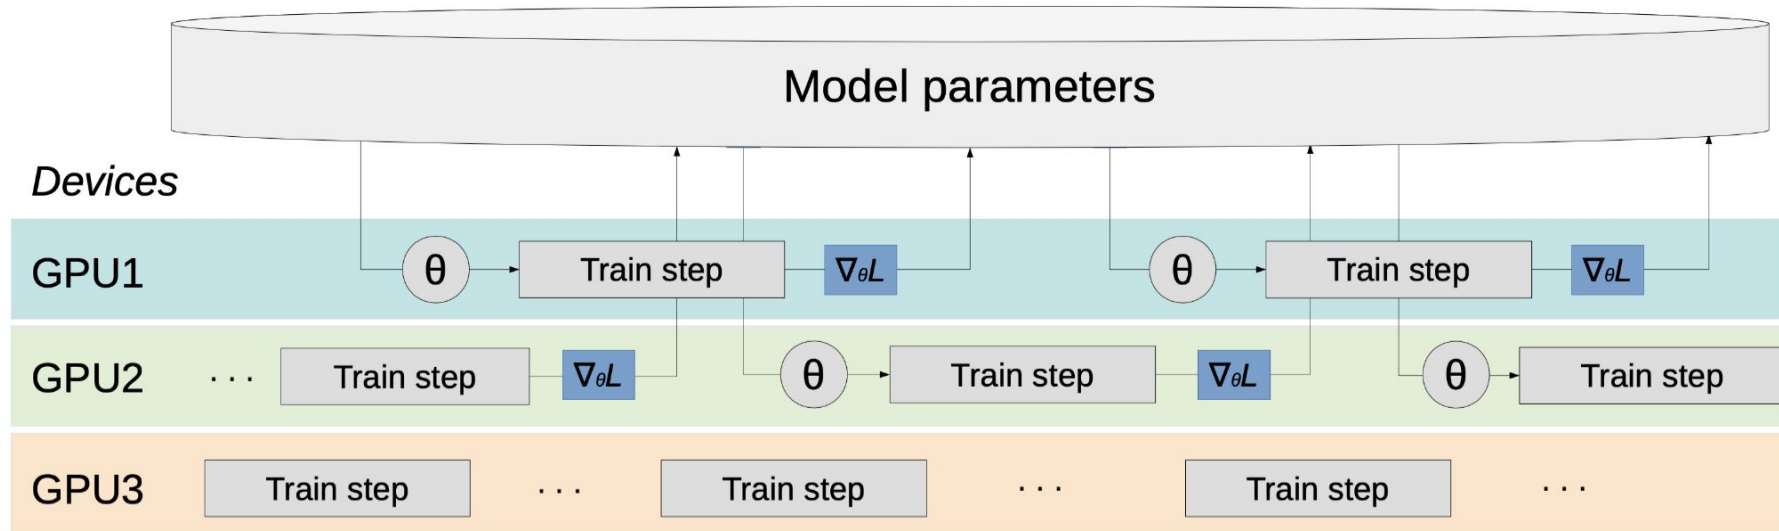 Model parameters
Devices
GPU1 θ Train step ∇θL θ Train step ∇θL
GPU2 ... Train step ∇θL θ Train step ∇θL θ Train step
GPU3 Train step ... Train step ... Train step ...